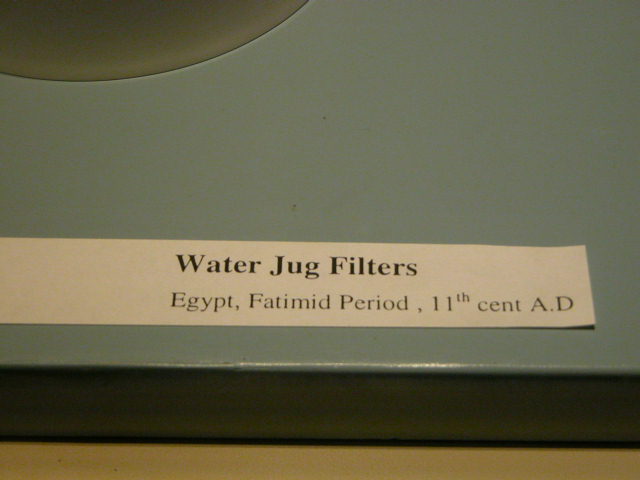 Water Jug Filters
Egypt, Fatimid Period , 11th cent A.D